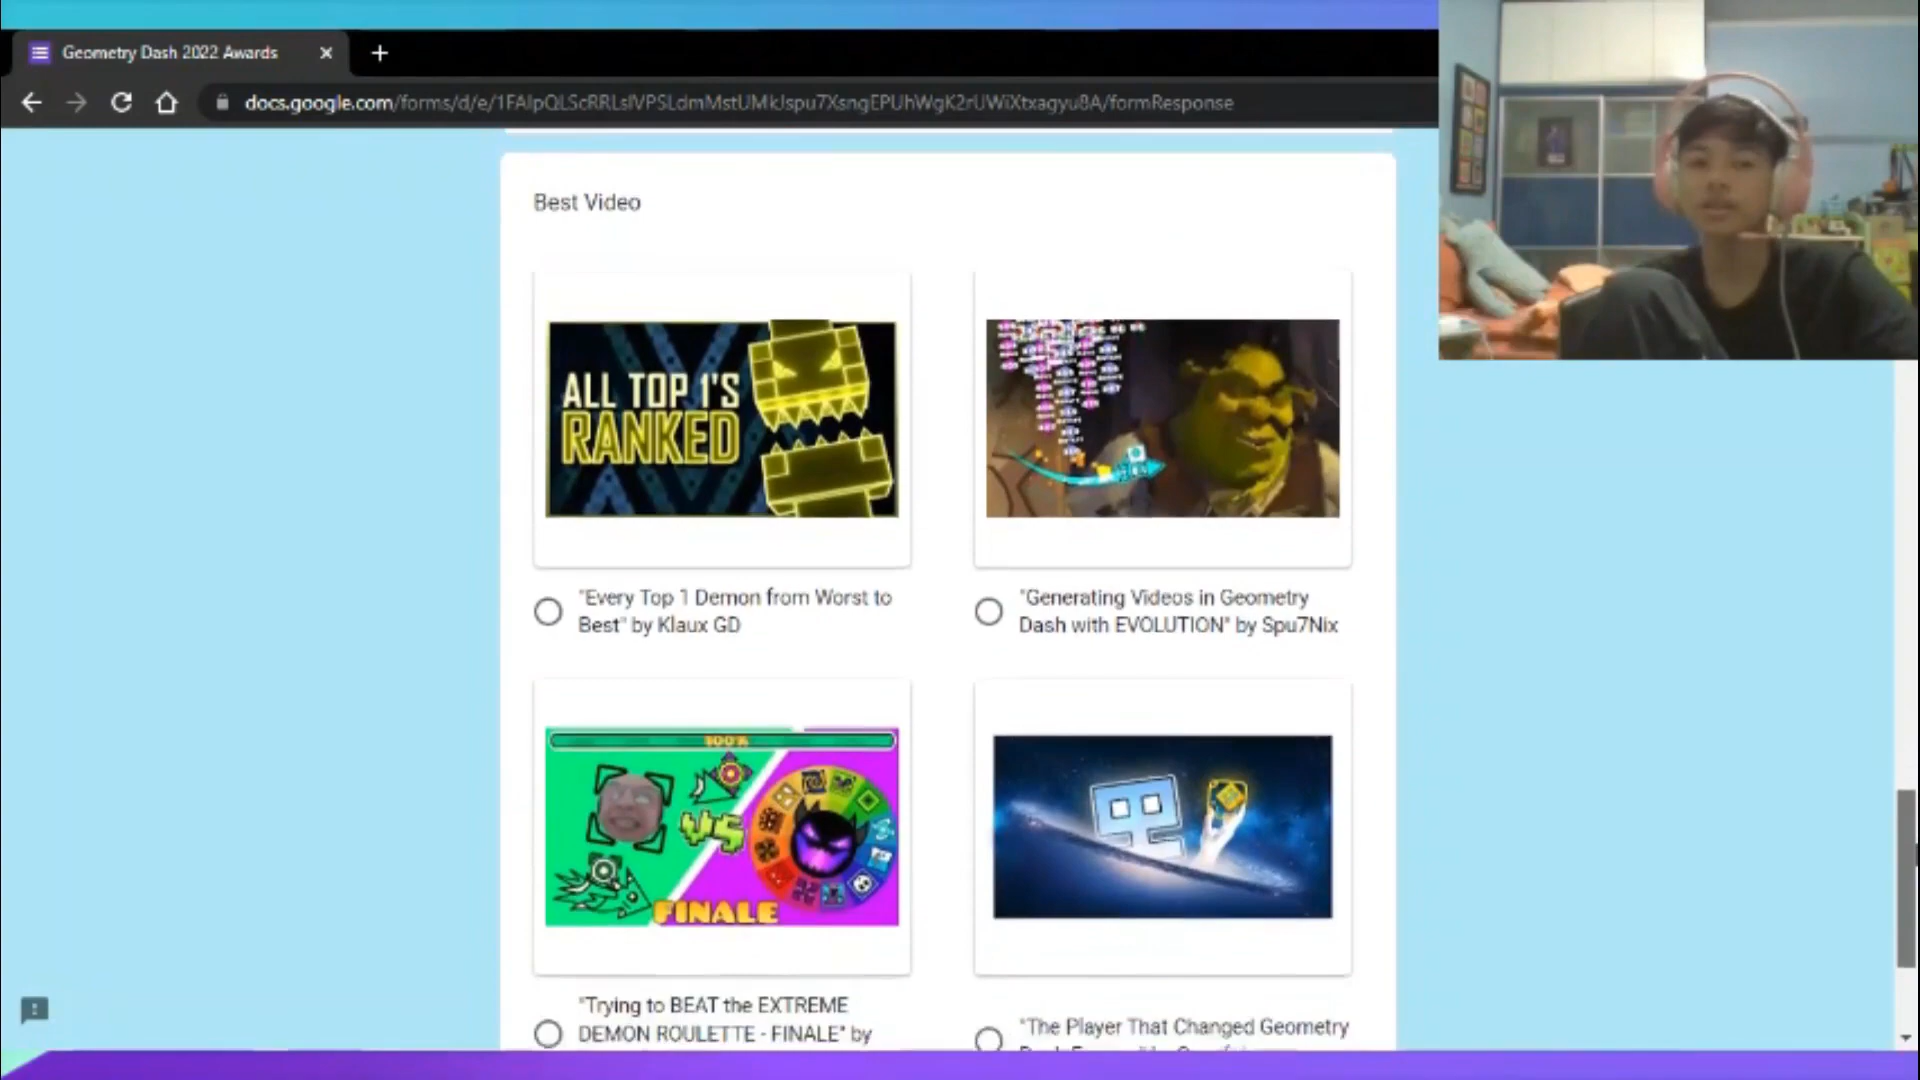 Geometry Dash 2022 Awards
docs.google.com/forms/d/e/1FAIpQLScRRLslVPSLdmMstUMkJspu7XsngEPUhWgK2rUWiXtxagyu8A/formResponse
Best Video
ALL TOP 1'S
RANKED
"Every Top 1 Demon from Worst to
Best" by Klaux GD
"Generating Videos in Geometry
Dash with EVOLUTION" by Spu7Nix
100%
VS
FINALE
"Trying to BEAT the EXTREME
DEMON ROULETTE - FINALE" by
"The Player That Changed Geometry